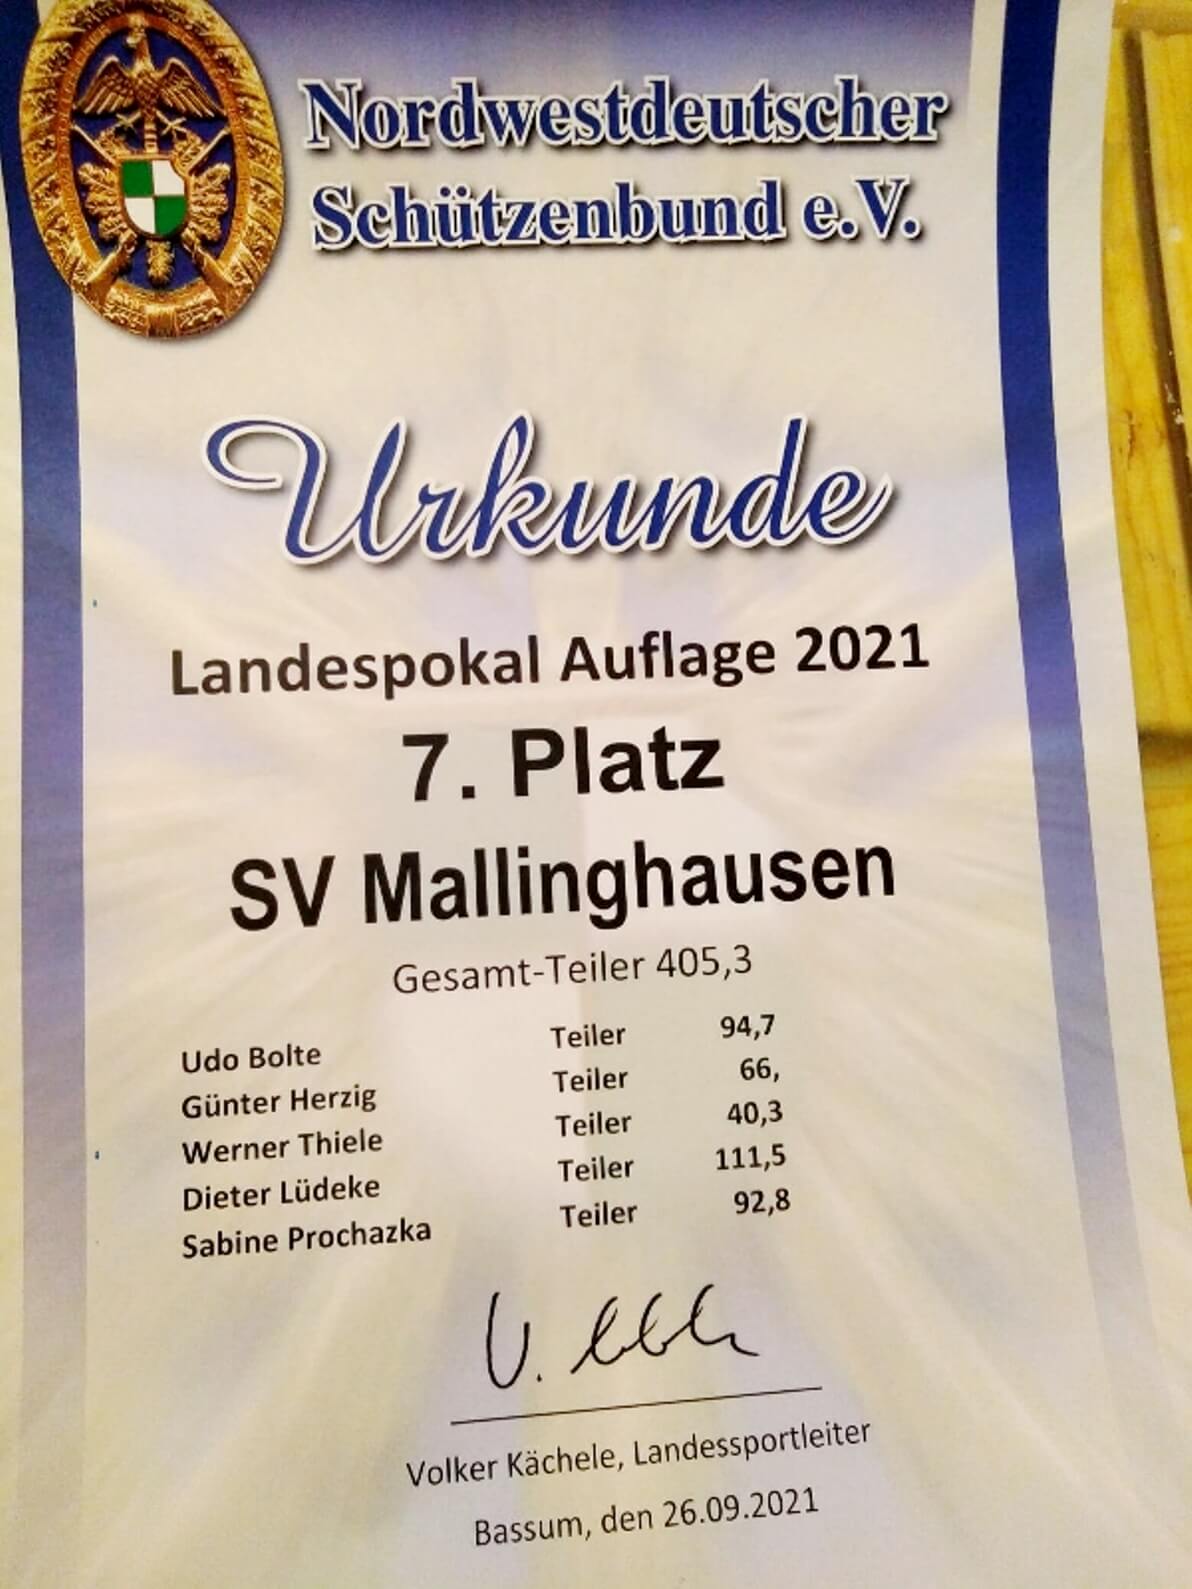 Nordwestdeutscher
Schützenbund e.V.
Urkunde
Landespokal Auflage 2021
7. Platz
SV Mallinghausen
Gesamt-Teiler 405,3
Udo Bolte Teiler 94,7
Günter Herzig Teiler 66,
Werner Thiele Teiler 40,3
Dieter Lüdeke Teiler 111,5
Sabine Prochazka Teiler 92,8
Volker Kächele, Landessportleiter
Bassum, den 26.09.2021